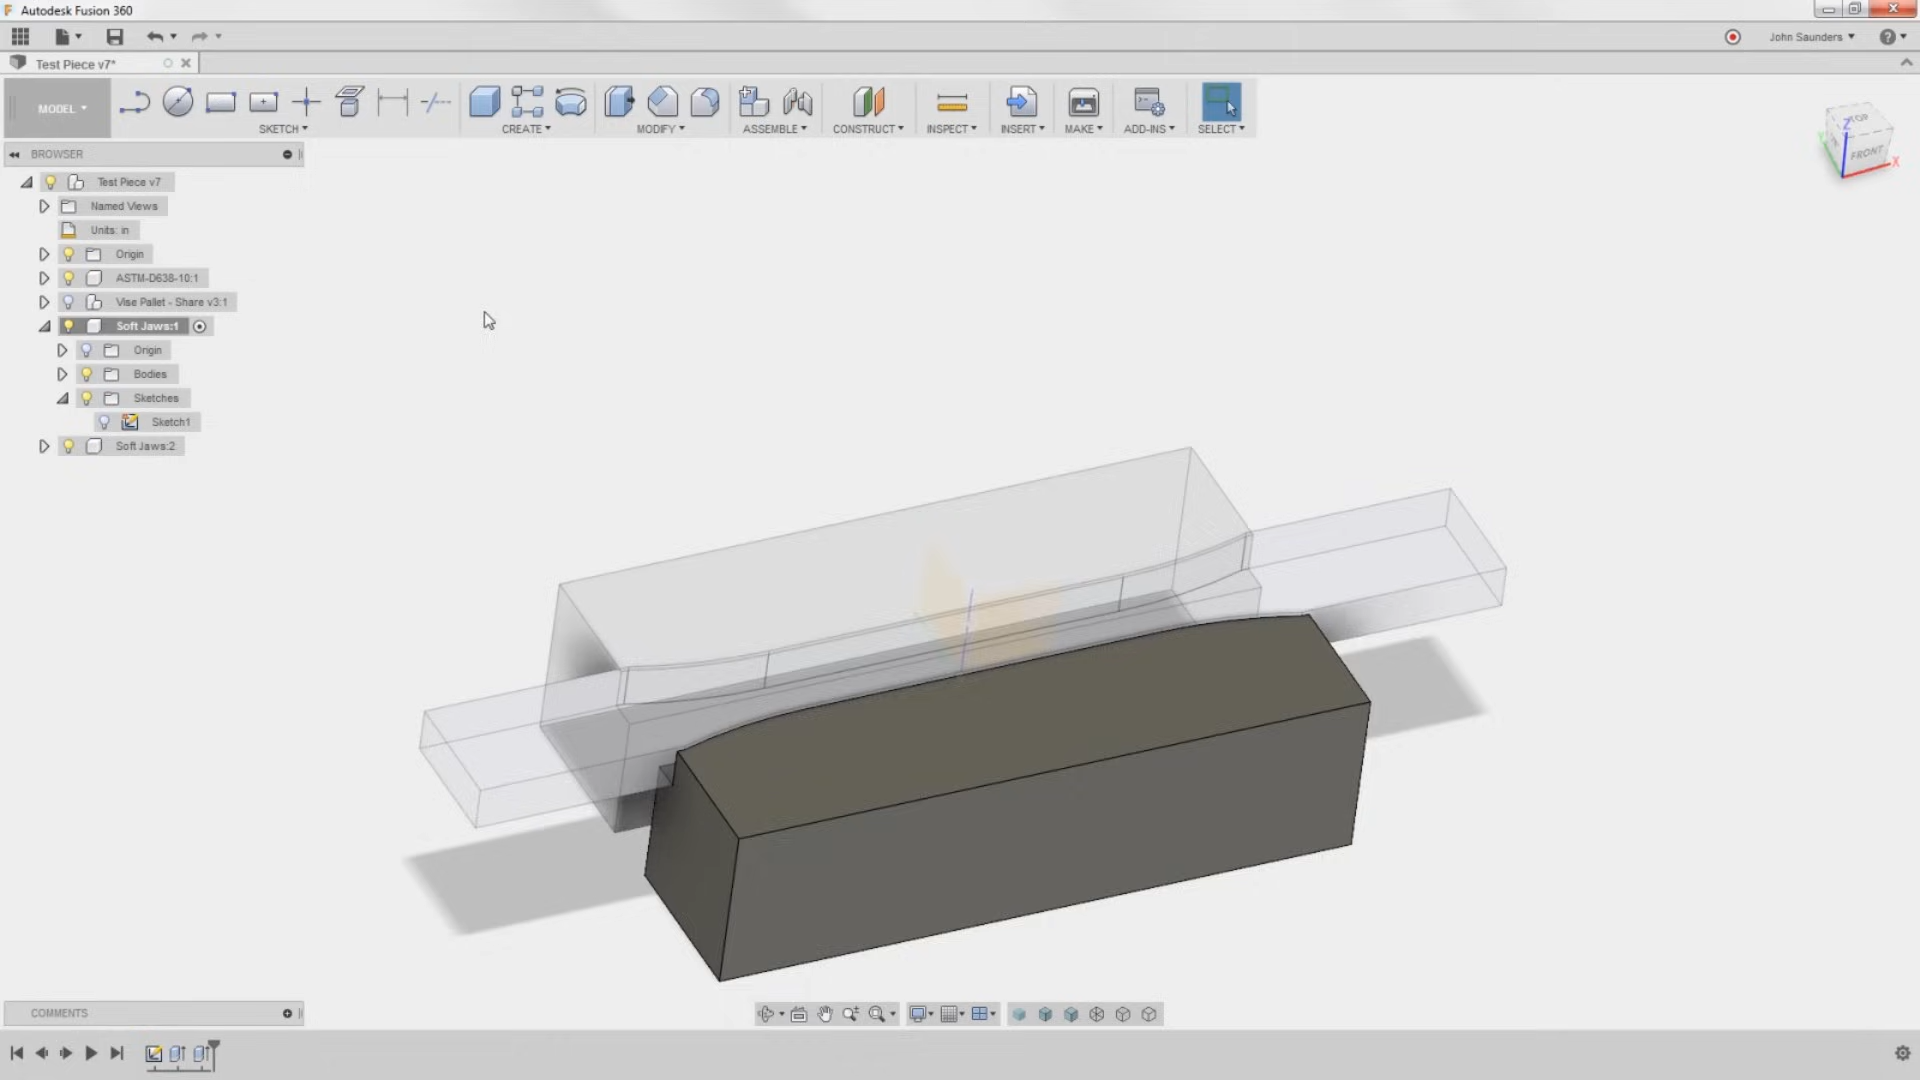 Autodesk Fusion 360
John Saunders
Test Piece v7*
MODEL
SKETCH
CREATE
MODIFY
ASSEMBLE
CONSTRUCT
INSPECT
INSERT
MAKE
ADD-INS
SELECT
TOP
FRONT
Z
X
Y
BROWSER
Test Piece v7
Named Views
Units: in
Origin
ASTM-D638-10:1
Vise Pallet - Share v3:1
Soft Jaws:1
Origin
Bodies
Sketches
Sketch1
Soft Jaws:2
COMMENTS